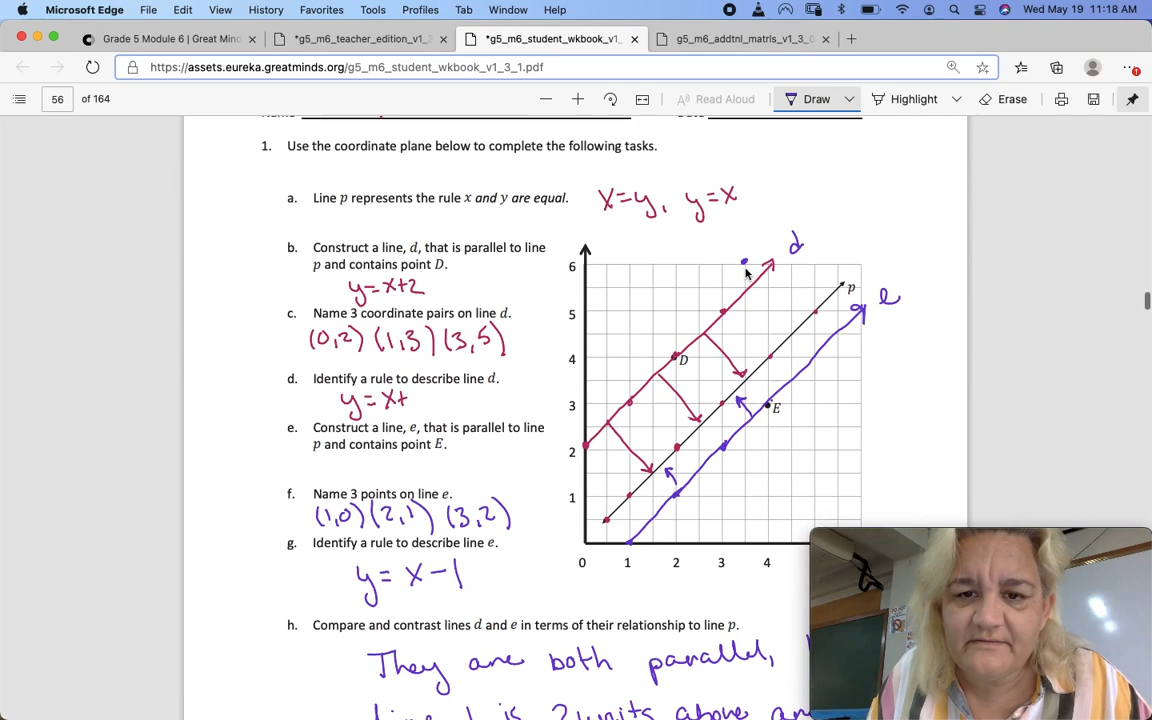 Microsoft Edge File Edit View History Favorites Tools Profiles Tab Window Help Wed May 19 11:18 AM
Grade 5 Module 6 | Great Mind × *g5_m6_teacher_edition_v1_3 × *g5_m6_student_wkbook_v1_ × g5_m6_addtnl_matrls_v1_3_0 × +
https://assets.eureka.greatminds.org/g5_m6_student_wkbook_v1_3_1.pdf
56 of 164 Read Aloud Draw Highlight Erase
1. Use the coordinate plane below to complete the following tasks.
a. Line p represents the rule x and y are equal. x=y, y=x
b. Construct a line, d, that is parallel to line
p and contains point D.
y=x+2
c. Name 3 coordinate pairs on line d.
(0,2) (1,3) (3,5)
d. Identify a rule to describe line d.
y=x+
e. Construct a line, e, that is parallel to line
p and contains point E.
f. Name 3 points on line e.
(1,0) (2,1) (3,2)
g. Identify a rule to describe line e.
y = x-1
d
6
p
e
5
4
D
3
E
2
1
0 1 2 3 4
h. Compare and contrast lines d and e in terms of their relationship to line p.
They are both parallel,
is 2 units above